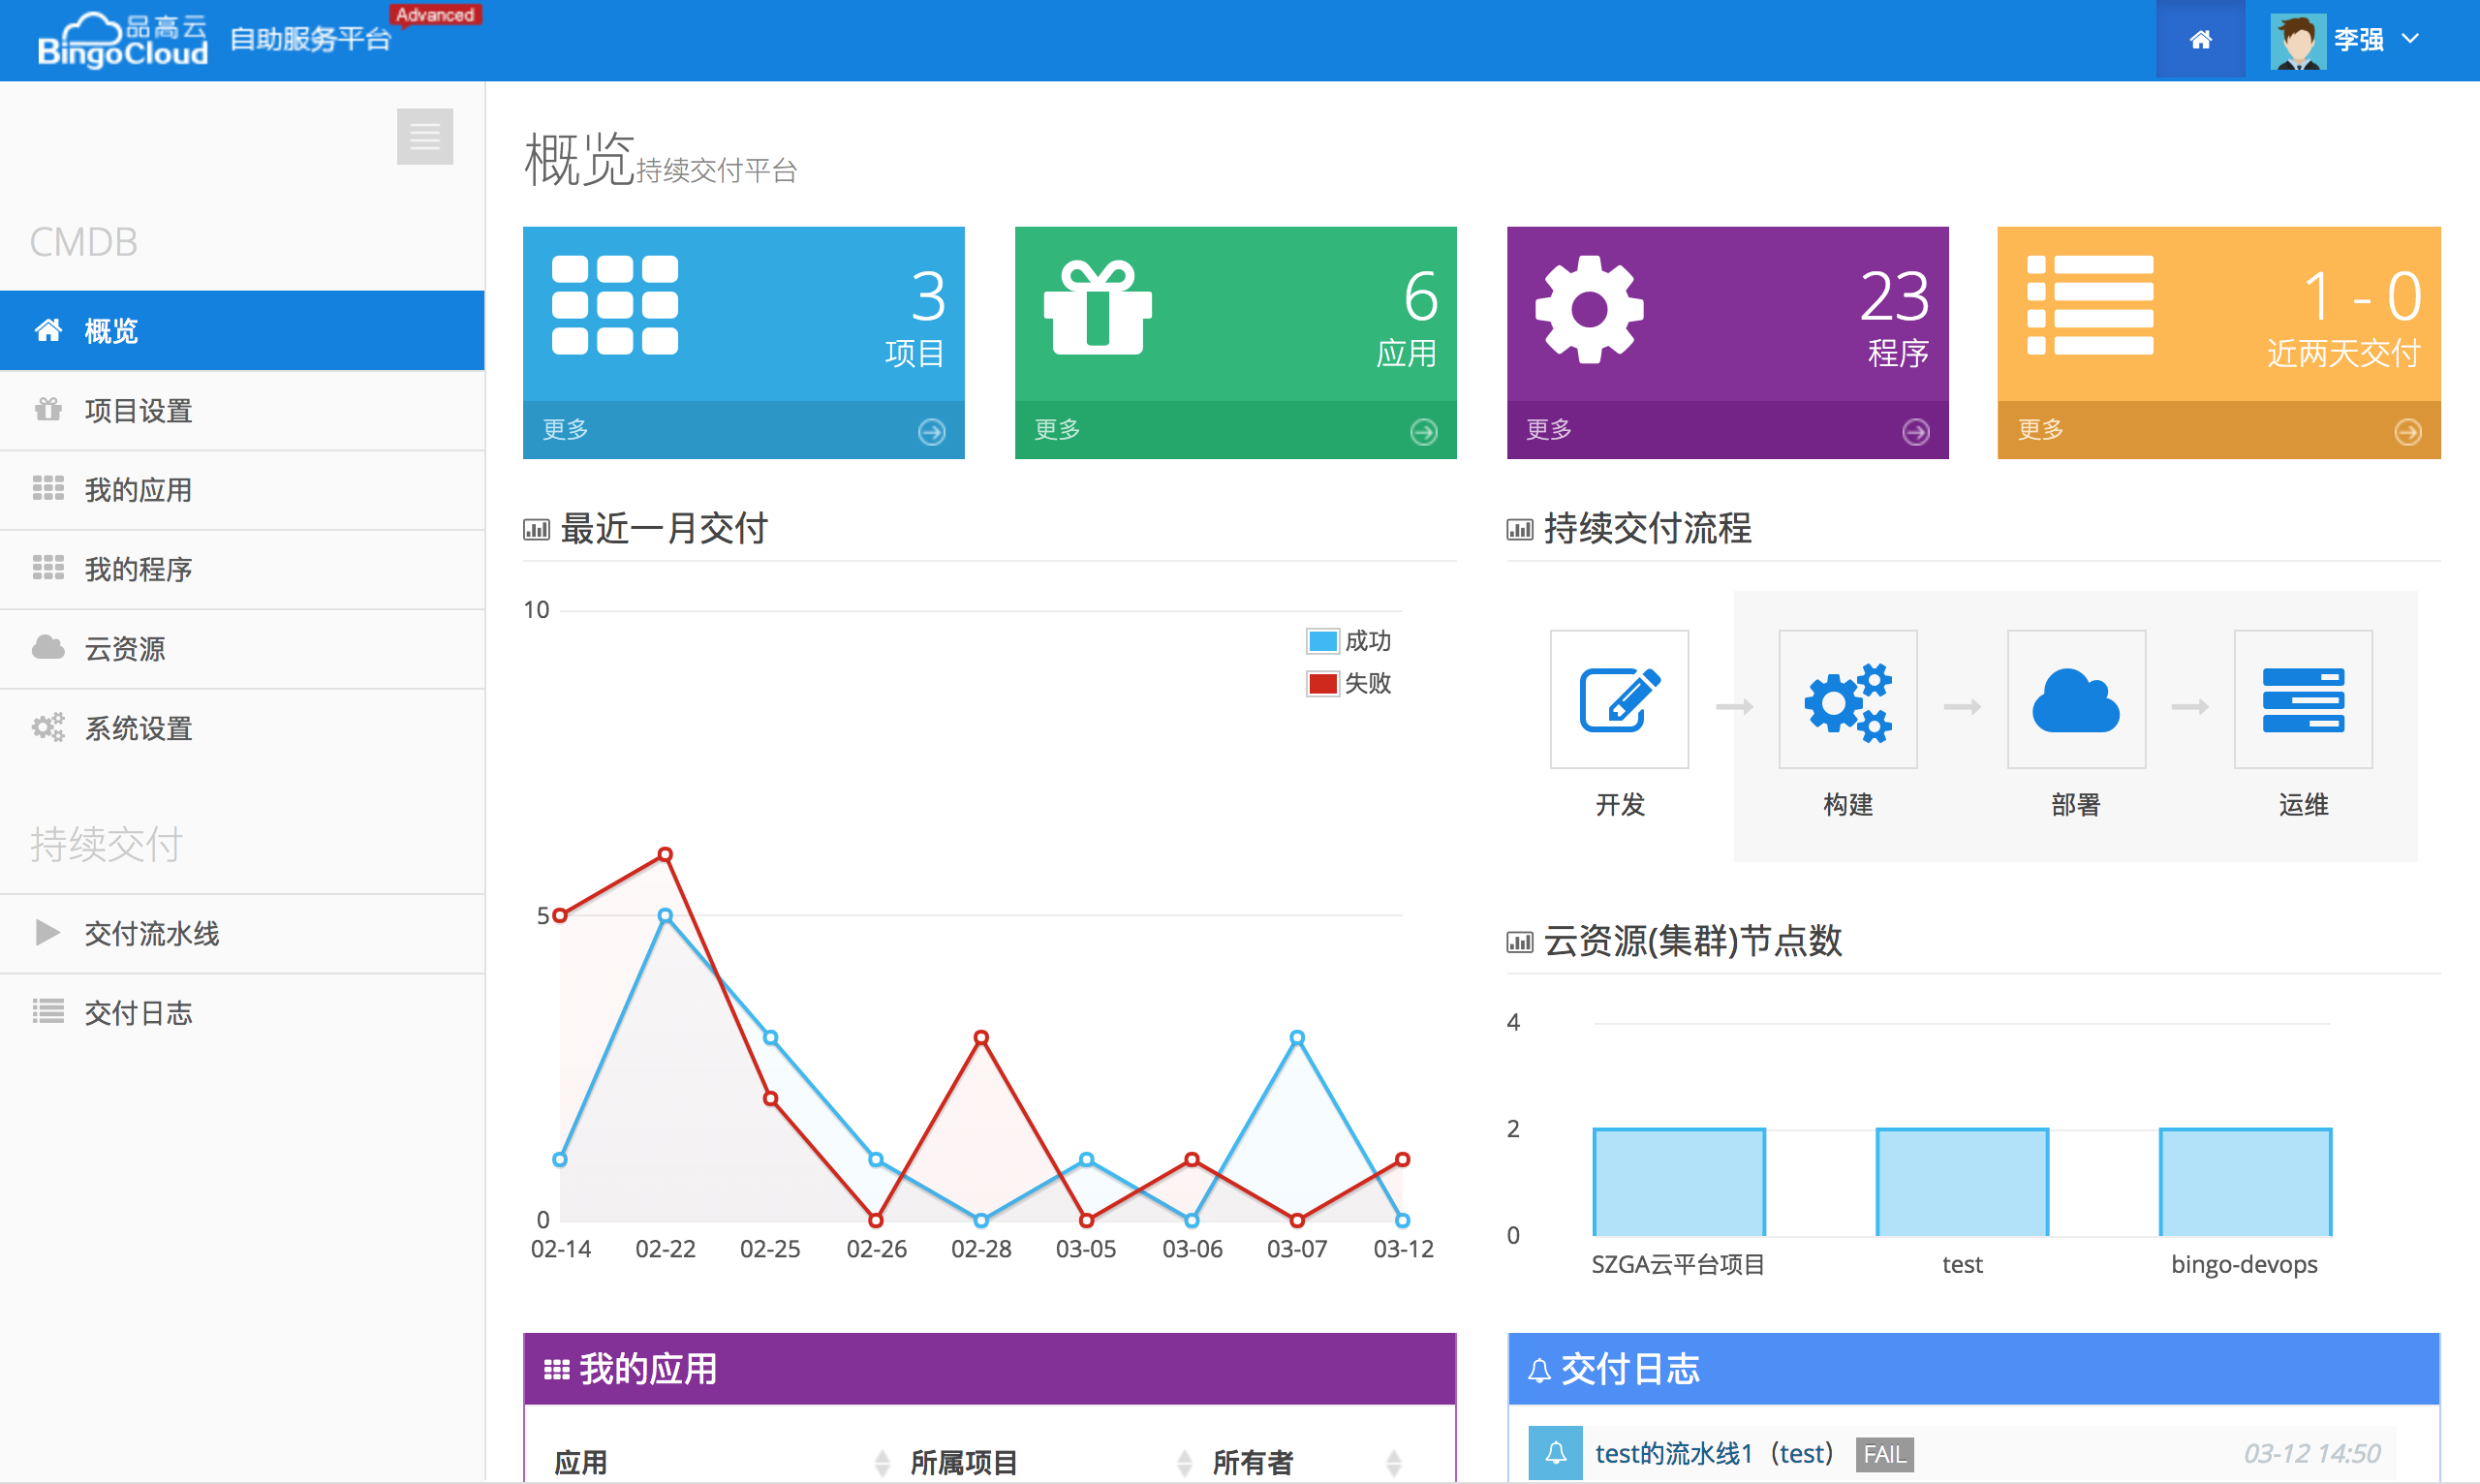 品高云
BingoCloud
自助服务平台
Advanced
李强
CMDB
概览
项目设置
我的应用
我的程序
云资源
系统设置
持续交付
交付流水线
交付日志
概览持续交付平台
3
项目
更多
6
应用
更多
23
程序
更多
1 - 0
近两天交付
更多
最近一月交付
10
5
0
成功
失败
02-14 02-22 02-25 02-26 02-28 03-05 03-06 03-07 03-12
持续交付流程
开发 构建 部署 运维
云资源(集群)节点数
4
2
0
SZGA云平台项目 test bingo-devops
我的应用
应用 所属项目 所有者
交付日志
test的流水线1（test） FAIL 03-12 14:50